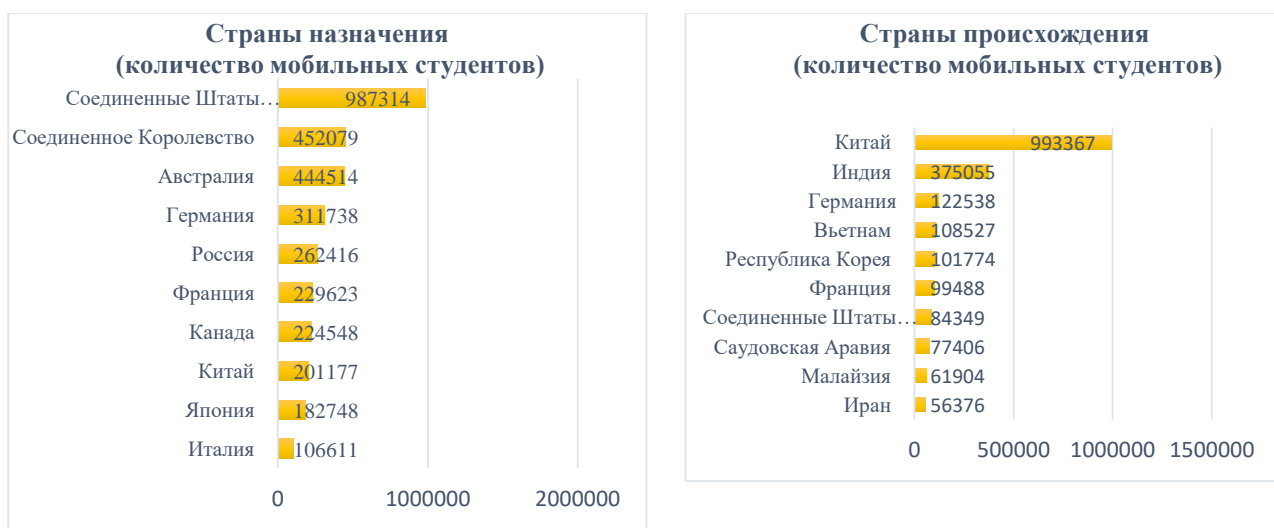 Страны назначения
(количество мобильных студентов)
Соединенные Штаты… 987314
Соединенное Королевство 452079
Австралия 444514
Германия 311738
Россия 262416
Франция 229623
Канада 224548
Китай 201177
Япония 182748
Италия 106611
0 1000000 2000000
Страны происхождения
(количество мобильных студентов)
Китай 993367
Индия 375055
Германия 122538
Вьетнам 108527
Республика Корея 101774
Франция 99488
Соединенные Штаты… 84349
Саудовская Аравия 77406
Малайзия 61904
Иран 56376
0 500000 1000000 1500000